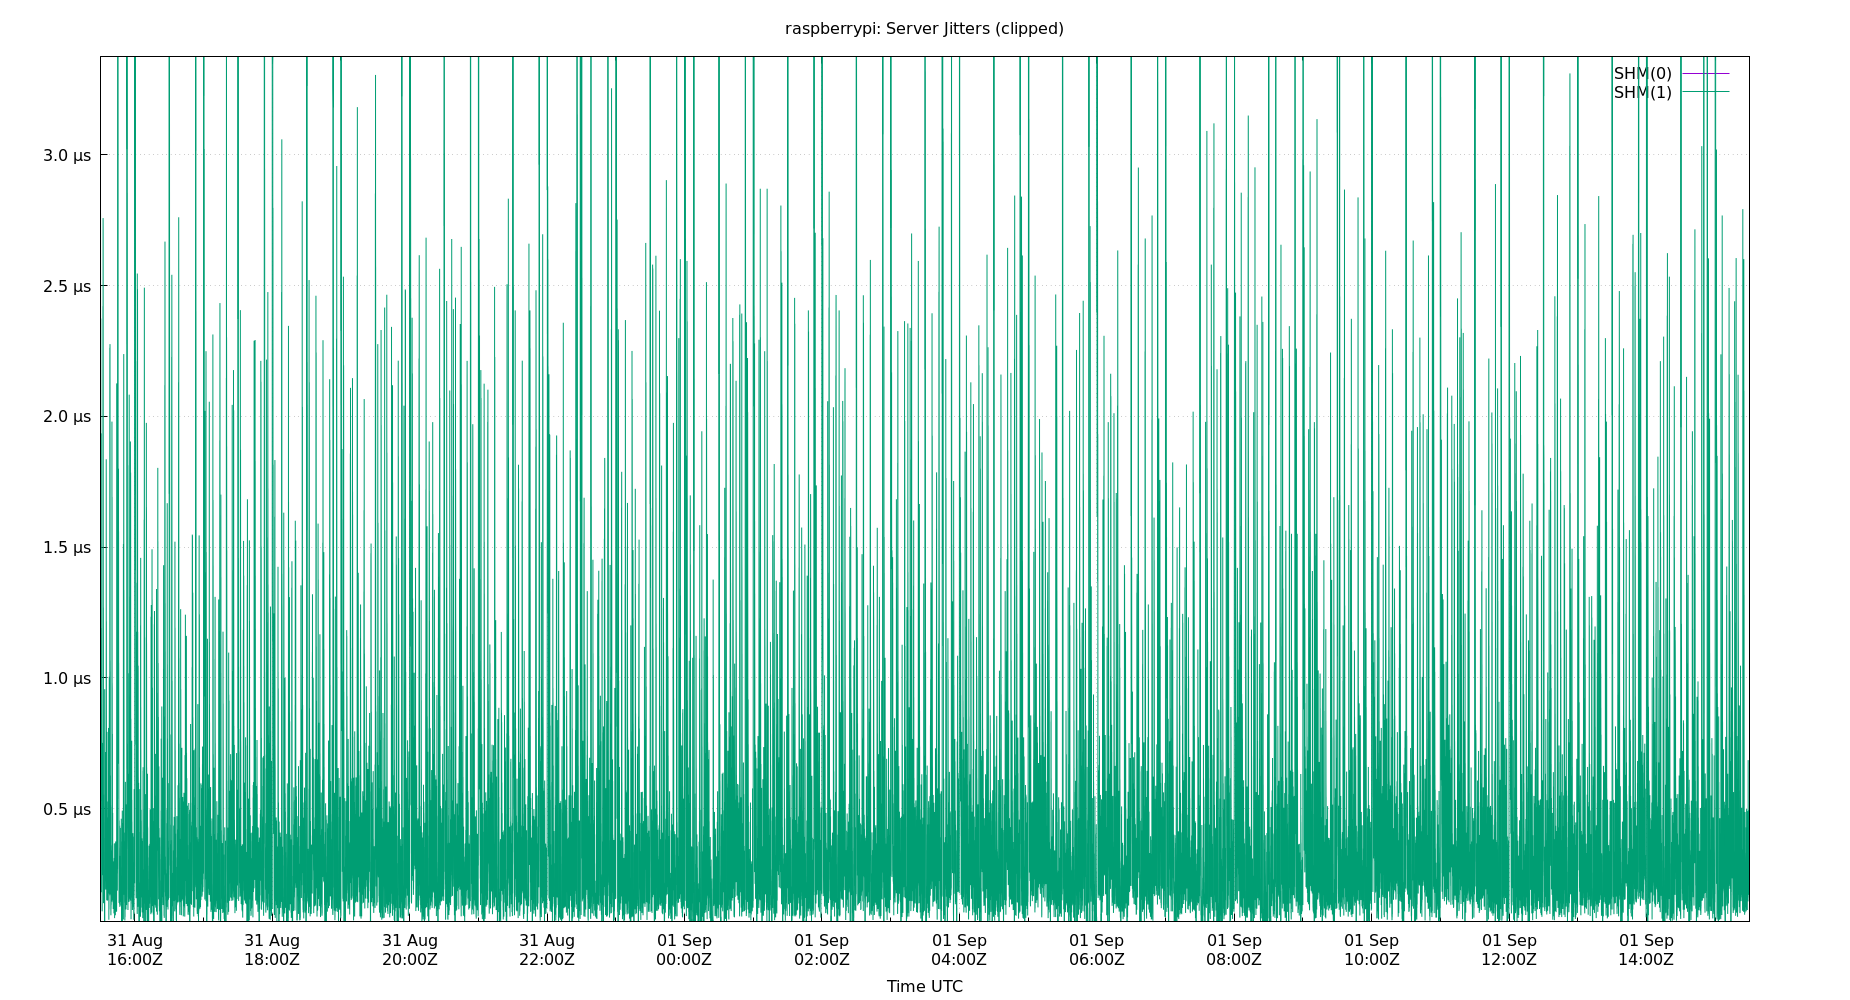 raspberrypi: Server Jitters (clipped)
SHM(0)
SHM(1)
3.0 µs
2.5 µs
2.0 µs
1.5 µs
1.0 µs
0.5 µs
31 Aug 31 Aug 31 Aug 31 Aug 01 Sep 01 Sep 01 Sep 01 Sep 01 Sep 01 Sep 01 Sep 01 Sep
16:00Z 18:00Z 20:00Z 22:00Z 00:00Z 02:00Z 04:00Z 06:00Z 08:00Z 10:00Z 12:00Z 14:00Z
Time UTC